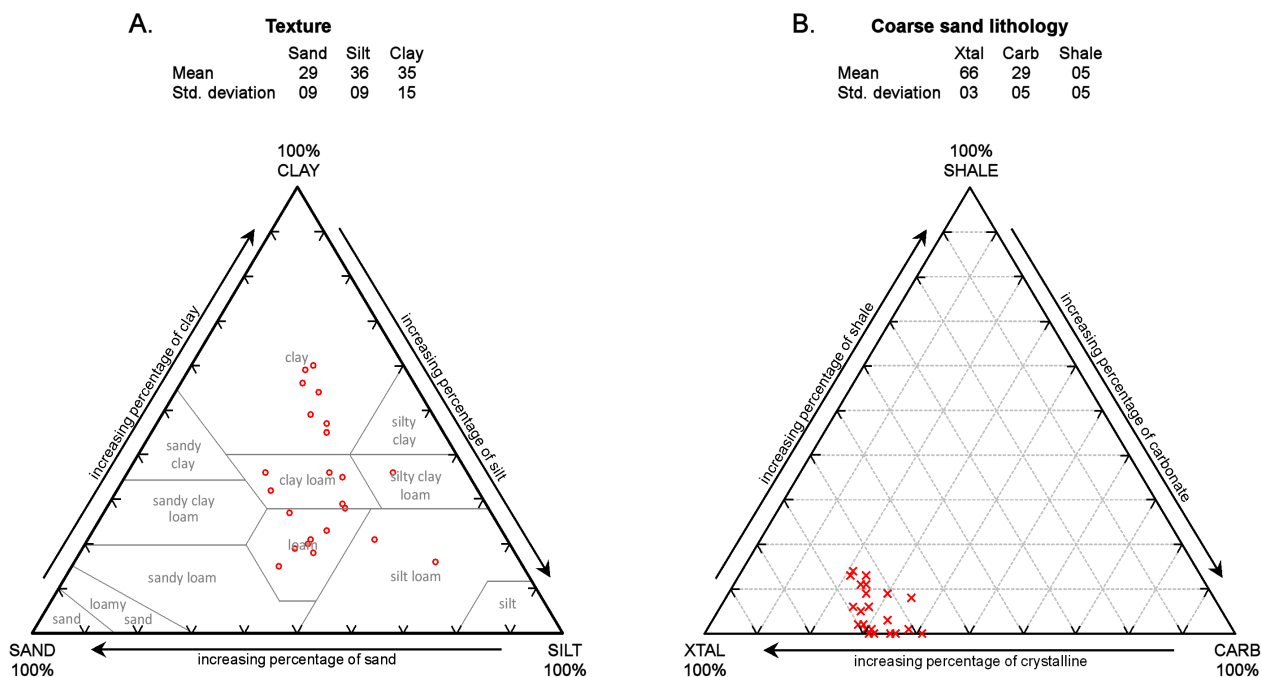 A.
Texture
Sand Silt Clay
Mean 29 36 35
Std. deviation 09 09 15
100%
CLAY
increasing percentage of clay
increasing percentage of silt
clay
silty
clay
sandy
clay
clay loam
silty clay
loam
sandy clay
loam
loam
sandy loam
silt loam
loamy
sand
sand
silt
SAND
100%
SILT
100%
increasing percentage of sand
B.
Coarse sand lithology
Xtal Carb Shale
Mean 66 29 05
Std. deviation 03 05 05
100%
SHALE
increasing percentage of shale
increasing percentage of carbonate
XTAL
100%
CARB
100%
increasing percentage of crystalline